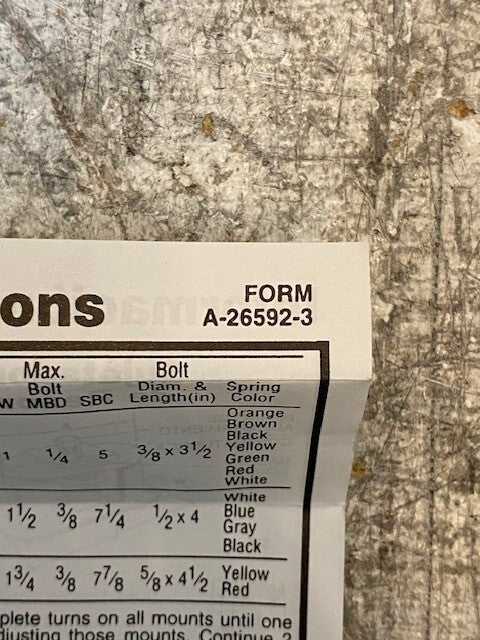 ons
FORM
A-26592-3
Max. Bolt
Bolt Diam. & Spring
W MBD SBC Length(in) Color
Orange
Brown
Black
1 1/4 5 3/8 x 3 1/2 Yellow
Green
Red
White
White
1 1/2 3/8 7 1/4 1/2 x 4 Blue
Gray
Black
1 3/4 3/8 7 7/8 5/8 x 4 1/2 Yellow
Red
plete turns on all mounts until one
djusting those mounts. Continue 2